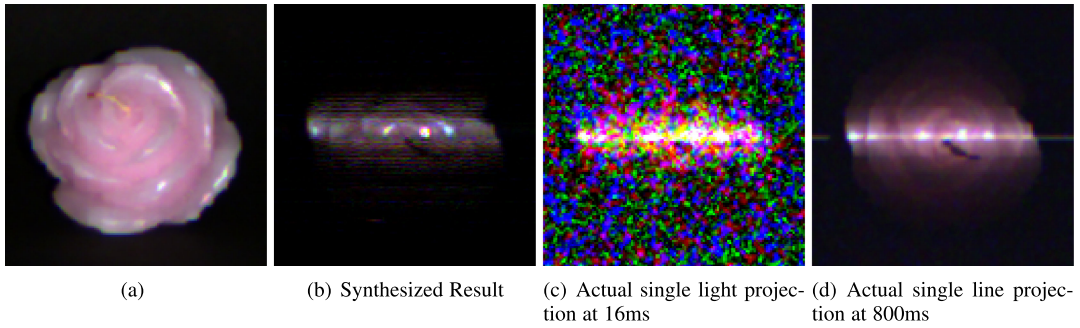 (a)
(b) Synthesized Result
(c) Actual single light projec-
tion at 16ms
(d) Actual single line projec-
tion at 800ms